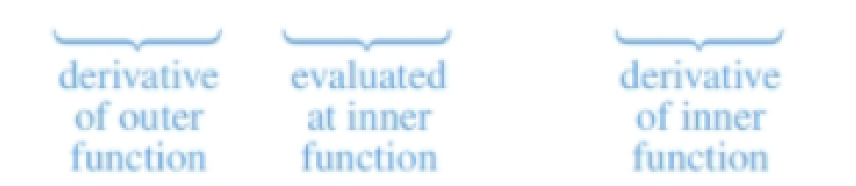 derivative
of outer
function
evaluated
at inner
function
derivative
of inner
function